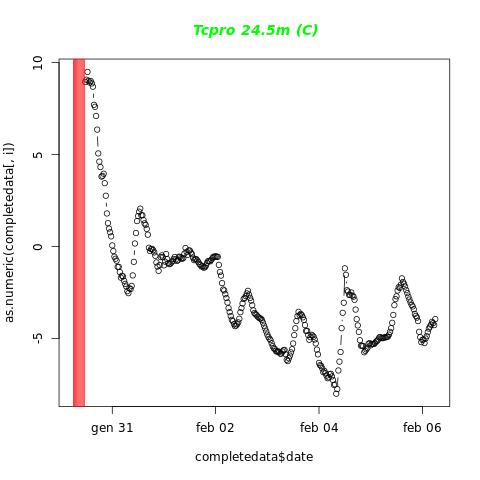 Tcpro 24.5m (C)
as.numeric(completedata[, i])
10
5
0
-5
gen 31
feb 02
feb 04
feb 06
completedata$date